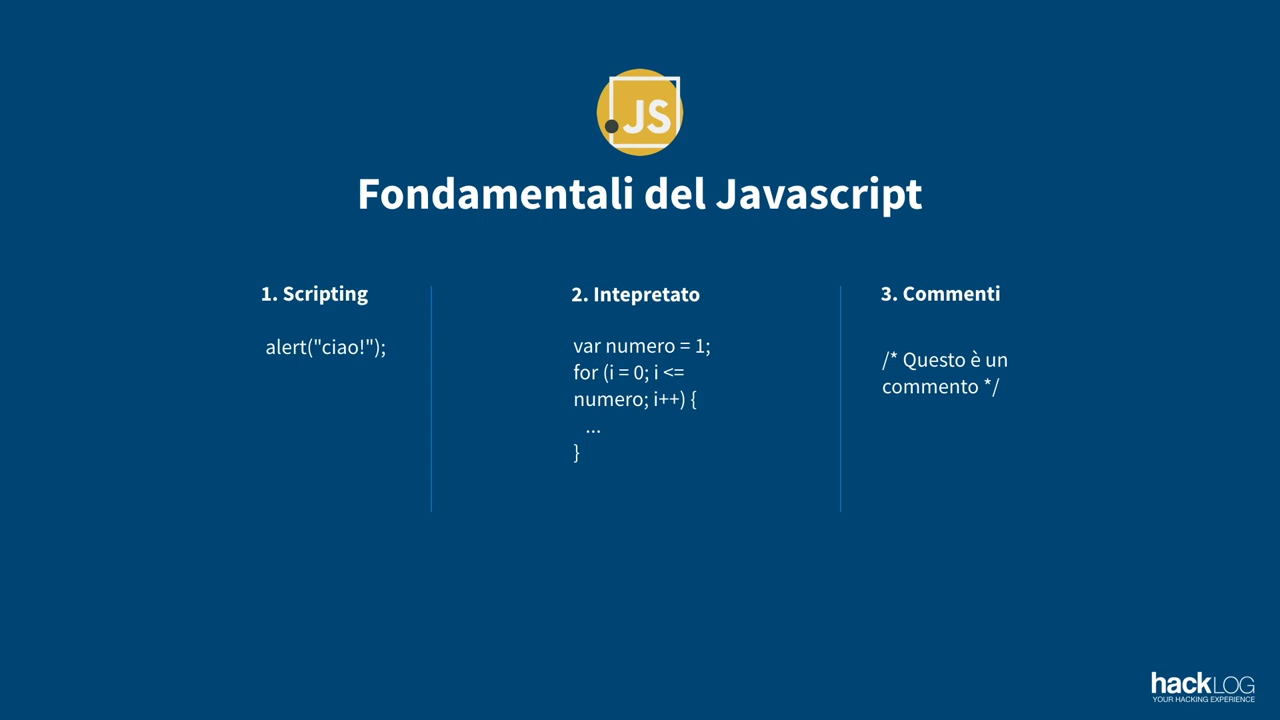 .JS
Fondamentali del Javascript
1. Scripting
alert("ciao!");
2. Intepretato
var numero = 1;
for (i = 0; i <=
numero; i++) {
...
}
3. Commenti
/* Questo è un
commento */
hackLOG
YOUR HACKING EXPERIENCE